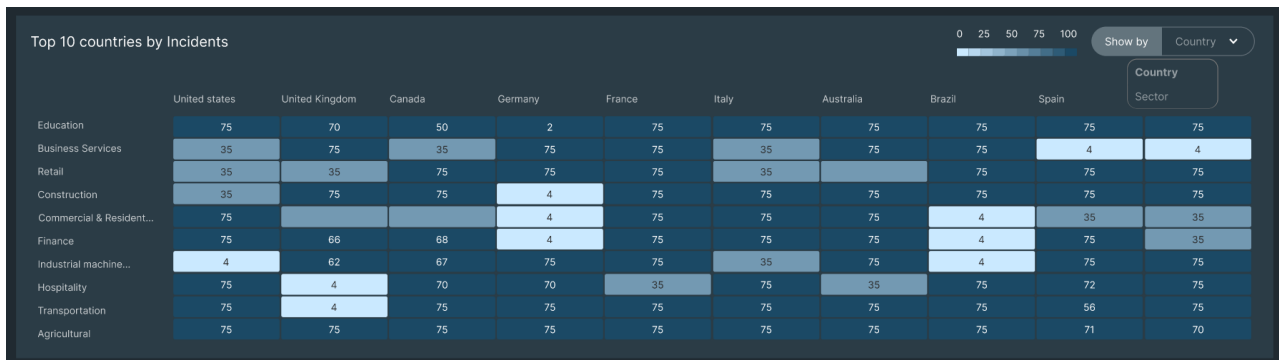 Top 10 countries by Incidents
0 25 50 75 100
Show by Country
Country
Sector
United states United Kingdom Canada Germany France Italy Australia Brazil Spain
Education 75 70 50 2 75 75 75 75 75 75
Business Services 35 75 35 75 75 35 75 75 4 4
Retail 35 35 75 75 75 35 75 75 75
Construction 35 75 75 4 75 75 75 75 75 75
Commercial & Resident... 75 4 75 75 75 4 35 35
Finance 75 66 68 4 75 75 75 4 75 35
Industrial machine... 4 62 67 75 75 35 75 4 75 75
Hospitality 75 4 70 70 35 75 35 75 72 75
Transportation 75 4 75 75 75 75 75 75 56 75
Agricultural 75 75 75 75 75 75 75 75 71 70